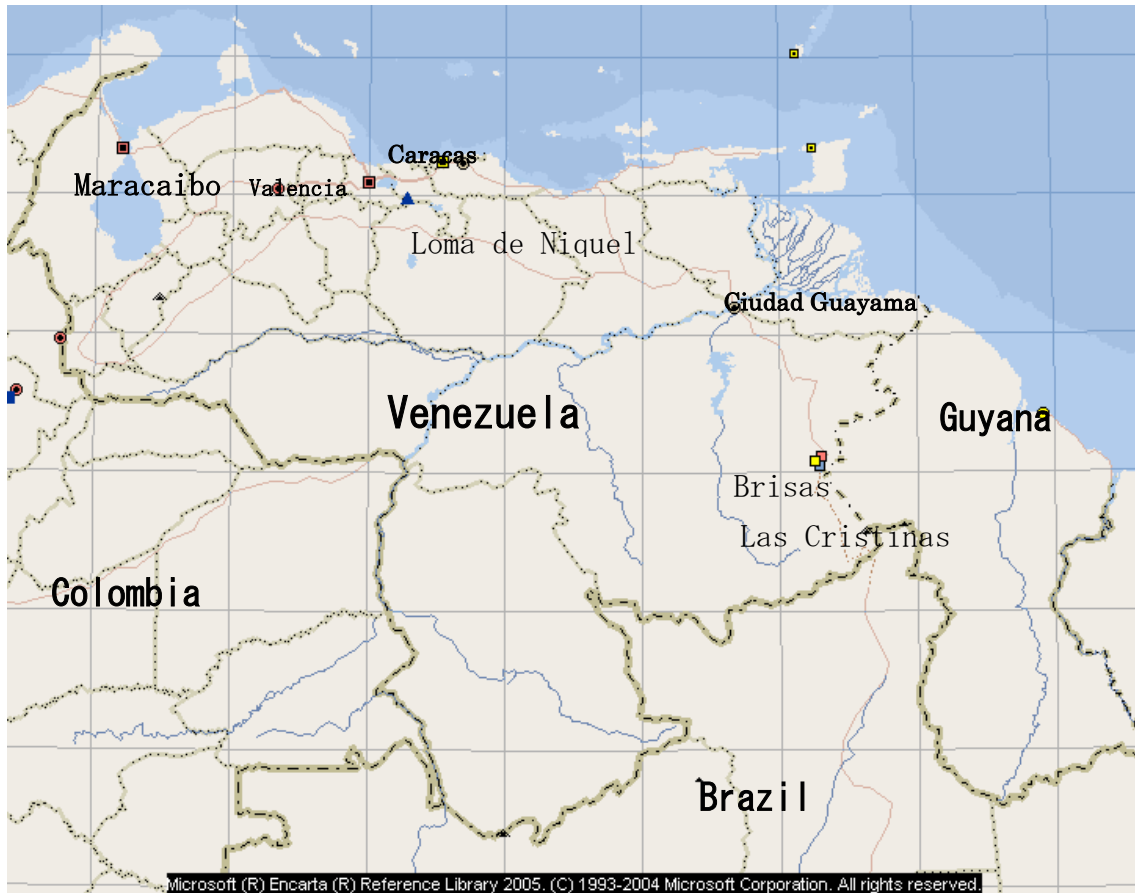 Caracas
Maracaibo
Valencia
Loma de Niquel
Ciudad Guayama
Venezuela
Guyana
Brisas
Las Cristinas
Colombia
Brazil
Microsoft (R) Encarta (R) Reference Library 2005. (C) 1993-2004 Microsoft Corporation. All rights reserved.